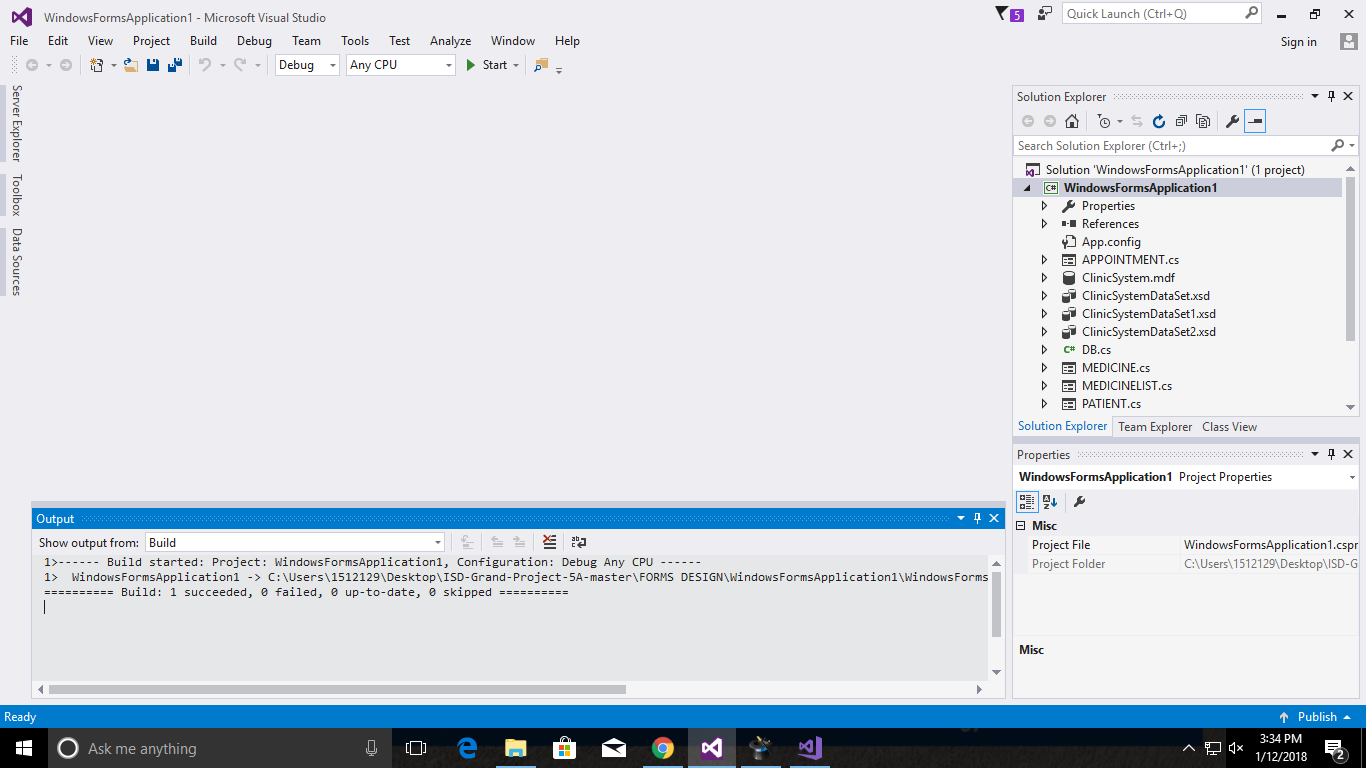 WindowsFormsApplication1 - Microsoft Visual Studio
5
Quick Launch (Ctrl+Q)
File Edit View Project Build Debug Team Tools Test Analyze Window Help
Sign in
Debug
Any CPU
Start
Server Explorer
Toolbox
Data Sources
Solution Explorer
Search Solution Explorer (Ctrl+;)
Solution 'WindowsFormsApplication1' (1 project)
C# WindowsFormsApplication1
Properties
References
App.config
APPOINTMENT.cs
ClinicSystem.mdf
ClinicSystemDataSet.xsd
ClinicSystemDataSet1.xsd
ClinicSystemDataSet2.xsd
C# DB.cs
MEDICINE.cs
MEDICINELIST.cs
PATIENT.cs
Solution Explorer Team Explorer Class View
Properties
WindowsFormsApplication1 Project Properties
Misc
Project File WindowsFormsApplication1.cspr
Project Folder C:\Users\1512129\Desktop\ISD-G
Misc
Output
Show output from: Build
1>------ Build started: Project: WindowsFormsApplication1, Configuration: Debug Any CPU ------
1>  WindowsFormsApplication1 -> C:\Users\1512129\Desktop\ISD-Grand-Project-5A-master\FORMS DESIGN\WindowsFormsApplication1\WindowsForms
========== Build: 1 succeeded, 0 failed, 0 up-to-date, 0 skipped ==========
Ready
Publish
Ask me anything
3:34 PM
1/12/2018
2